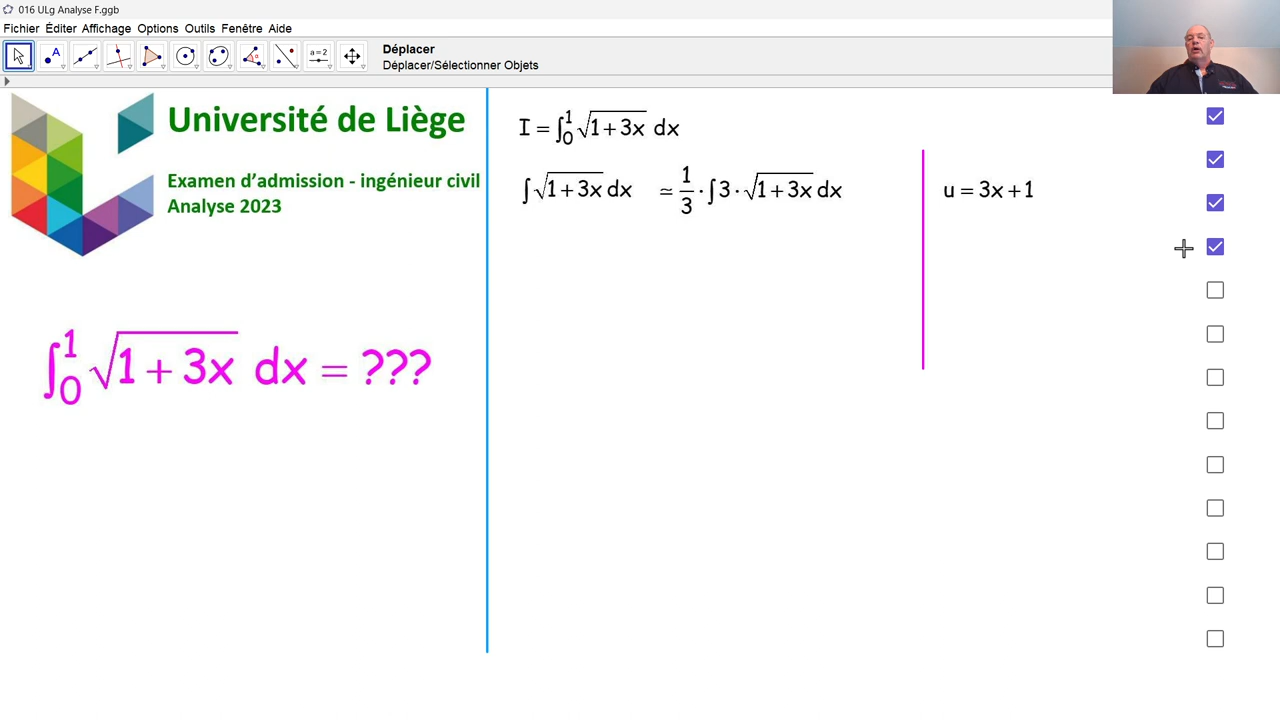 016 ULg Analyse F.ggb
Fichier Éditer Affichage Options Outils Fenêtre Aide
A
a=2
Déplacer
Déplacer/Sélectionner Objets
Université de Liège
Examen d’admission - ingénieur civil
Analyse 2023
∫₀¹ √(1+3x) dx = ???
I = ∫₀¹ √(1+3x) dx
∫√(1+3x) dx ≃ 1/3 · ∫3 · √(1+3x) dx
u = 3x+1